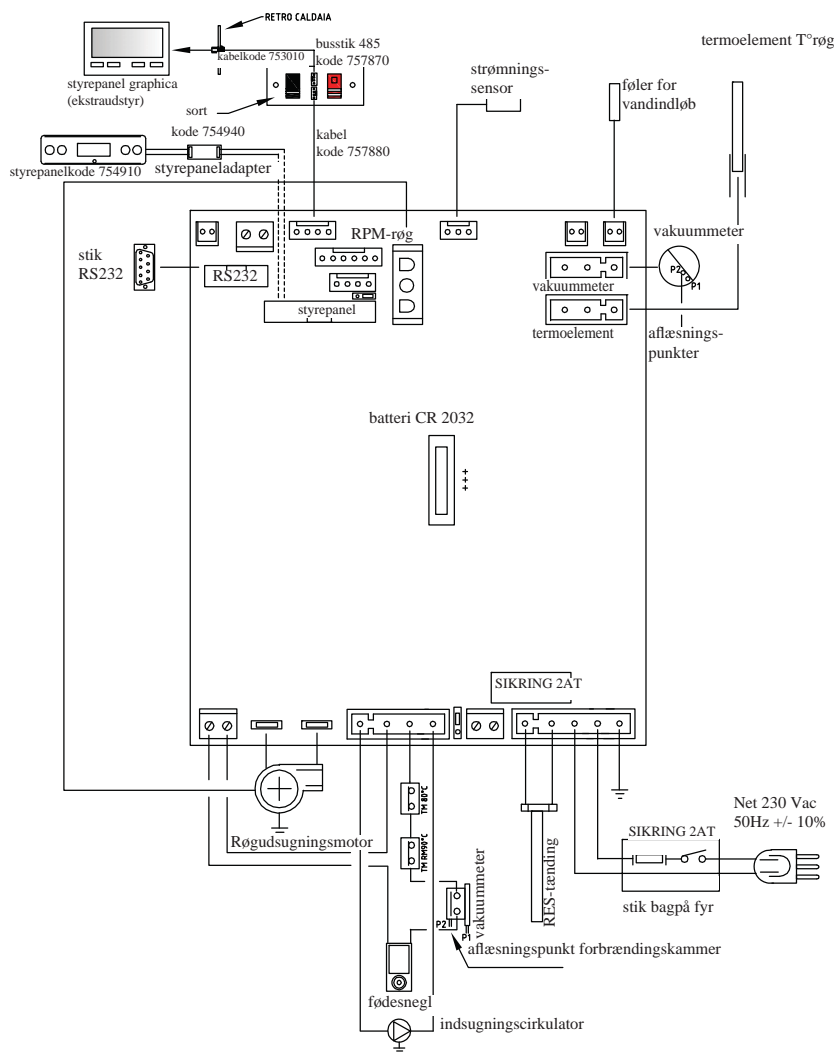 RETRO CALDAIA
termoelement T°røg
kabelkode 753010
busstik 485
kode 757870
styrepanel graphica
(ekstraudstyr)
sort
strømnings-
sensor
føler for
vandindløb
kode 754940
kabel
kode 757880
styrepanelkode 754910
styrepaneladapter
stik
RS232
RS232
RPM-røg
styrepanel
vakuummeter
P2
P1
vakuummeter
termoelement
aflæsnings-
punkter
batteri CR 2032
+++
SIKRING 2AT
Røgudsugningsmotor
TM 80°C
TM RM90°C
vakuummeter
P2
P1
RES-tænding
Net 230 Vac
50Hz +/- 10%
SIKRING 2AT
stik bagpå fyr
aflæsningspunkt forbrændingskammer
fødesnegl
indsugningscirkulator